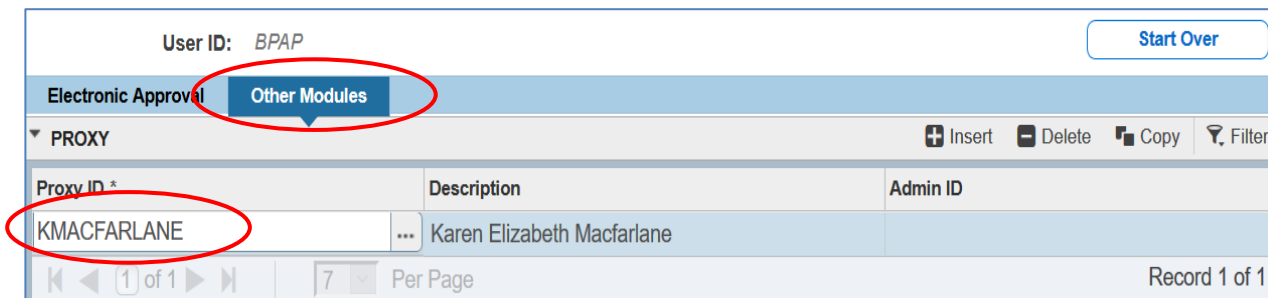 User ID: BPAP Start Over
Electronic Approval Other Modules
PROXY Insert Delete Copy Filter
Proxy ID * Description Admin ID
KMACFARLANE ... Karen Elizabeth Macfarlane
1 of 1 7 Per Page Record 1 of 1